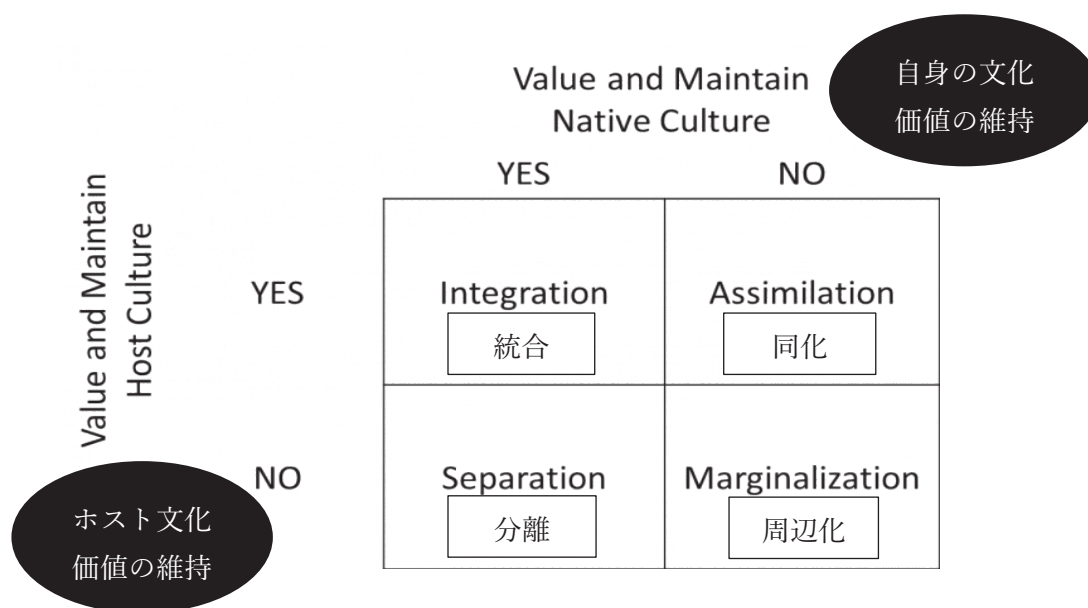 Value and Maintain
Native Culture
自身の文化
価値の維持
YES
NO
Value and Maintain
Host Culture
YES
Integration
統合
Assimilation
同化
NO
Separation
分離
Marginalization
周辺化
ホスト文化
価値の維持